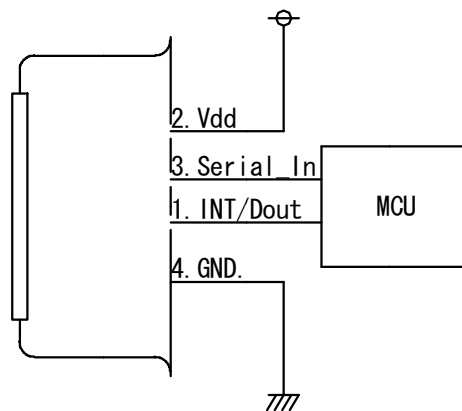 2. Vdd
3. Serial_In
1. INT/Dout
MCU
4. GND.